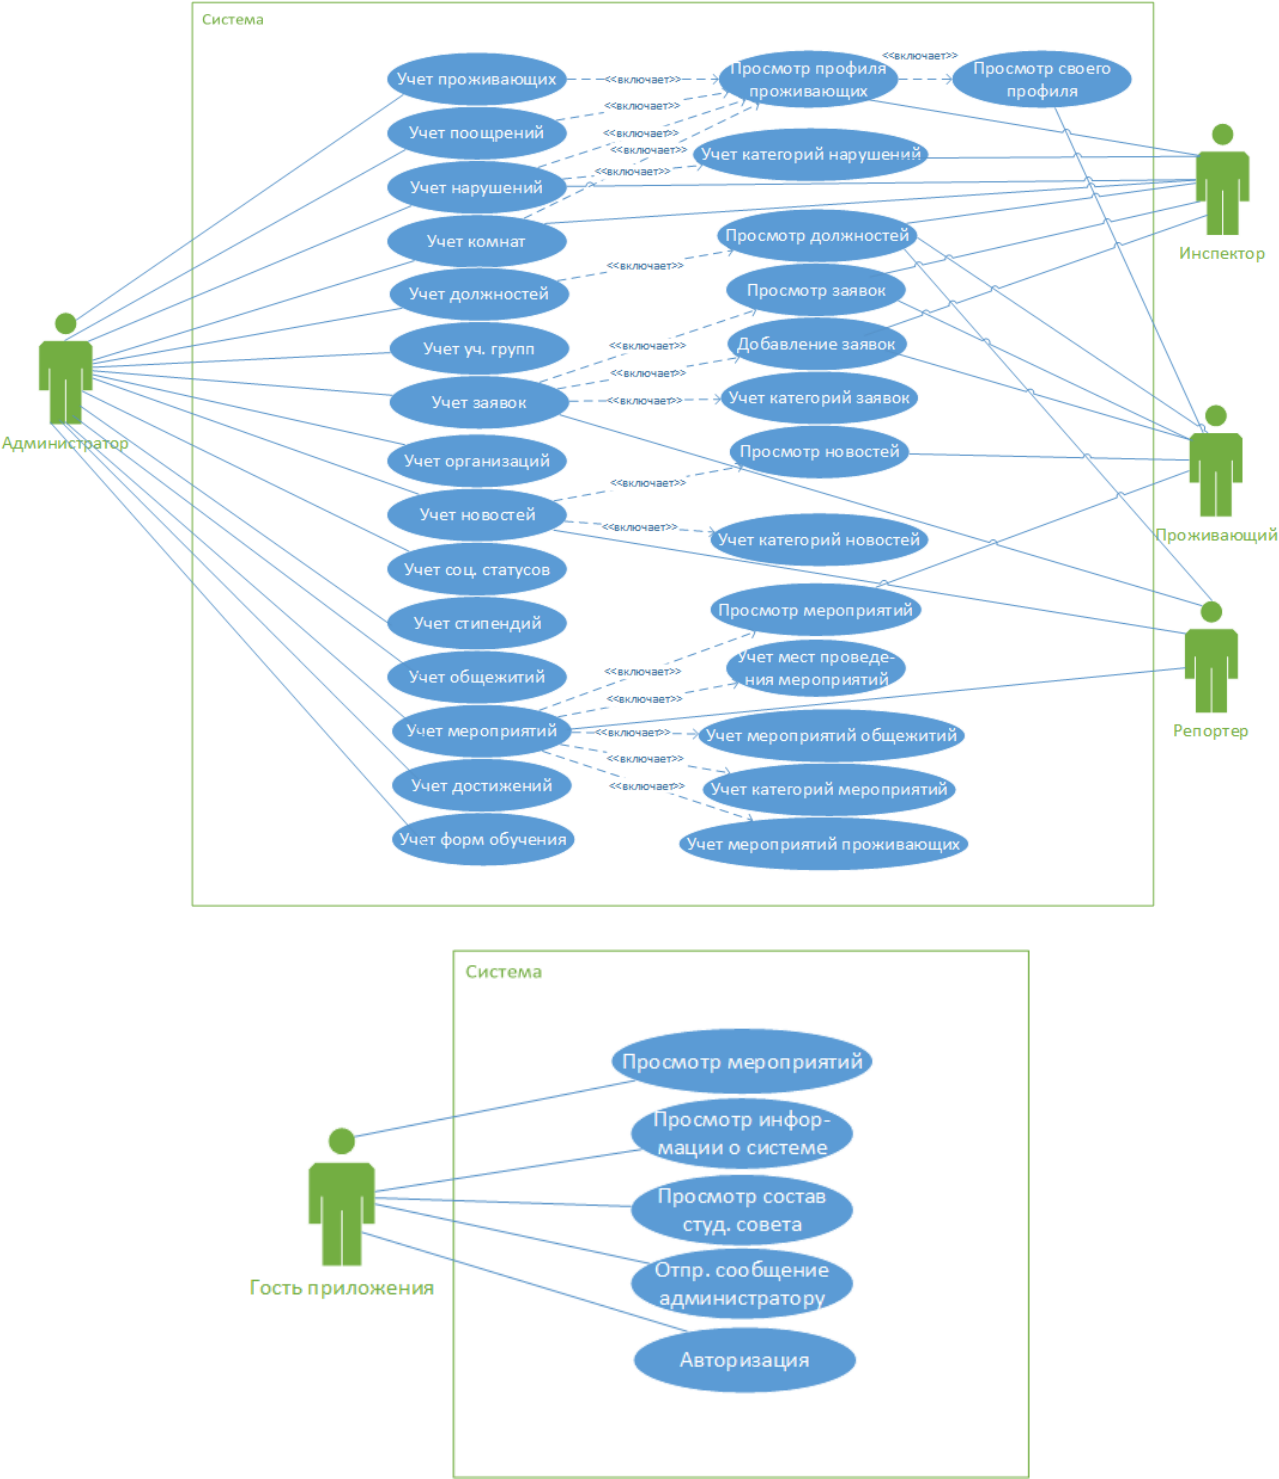 Система
Учет проживающих
<<включает>>
Просмотр профиля
проживающих
<<включает>>
Просмотр своего
профиля
Учет поощрений
<<включает>>
Учет нарушений
<<включает>>
<<включает>>
<<включает>>
Учет категорий нарушений
Учет комнат
Просмотр должностей
Инспектор
Учет должностей
<<включает>>
Просмотр заявок
Учет уч. групп
<<включает>>
Добавление заявок
Учет заявок
<<включает>>
<<включает>>
Учет категорий заявок
Администратор
Учет организаций
Просмотр новостей
Учет новостей
<<включает>>
<<включает>>
Учет категорий новостей
Проживающий
Учет соц. статусов
Учет стипендий
Просмотр мероприятий
Учет общежитий
<<включает>>
Учет мест проведе-
ния мероприятий
<<включает>>
Учет мероприятий
<<включает>>
Учет мероприятий общежитий
Репортер
<<включает>>
Учет достижений
<<включает>>
Учет категорий мероприятий
Учет форм обучения
Учет мероприятий проживающих
Система
Просмотр мероприятий
Просмотр инфор-
мации о системе
Просмотр состав
студ. совета
Отпр. сообщение
администратору
Гость приложения
Авторизация